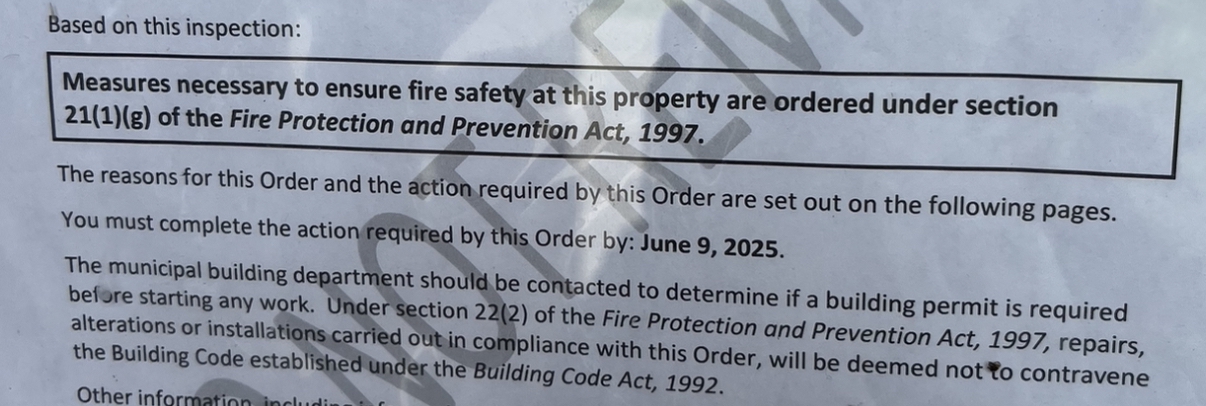 Based on this inspection:
Measures necessary to ensure fire safety at this property are ordered under section
21(1)(g) of the Fire Protection and Prevention Act, 1997.
The reasons for this Order and the action required by this Order are set out on the following pages.
You must complete the action required by this Order by: June 9, 2025.
The municipal building department should be contacted to determine if a building permit is required
before starting any work. Under section 22(2) of the Fire Protection and Prevention Act, 1997, repairs,
alterations or installations carried out in compliance with this Order, will be deemed not to contravene
the Building Code established under the Building Code Act, 1992.
Other information, including
NOT REM